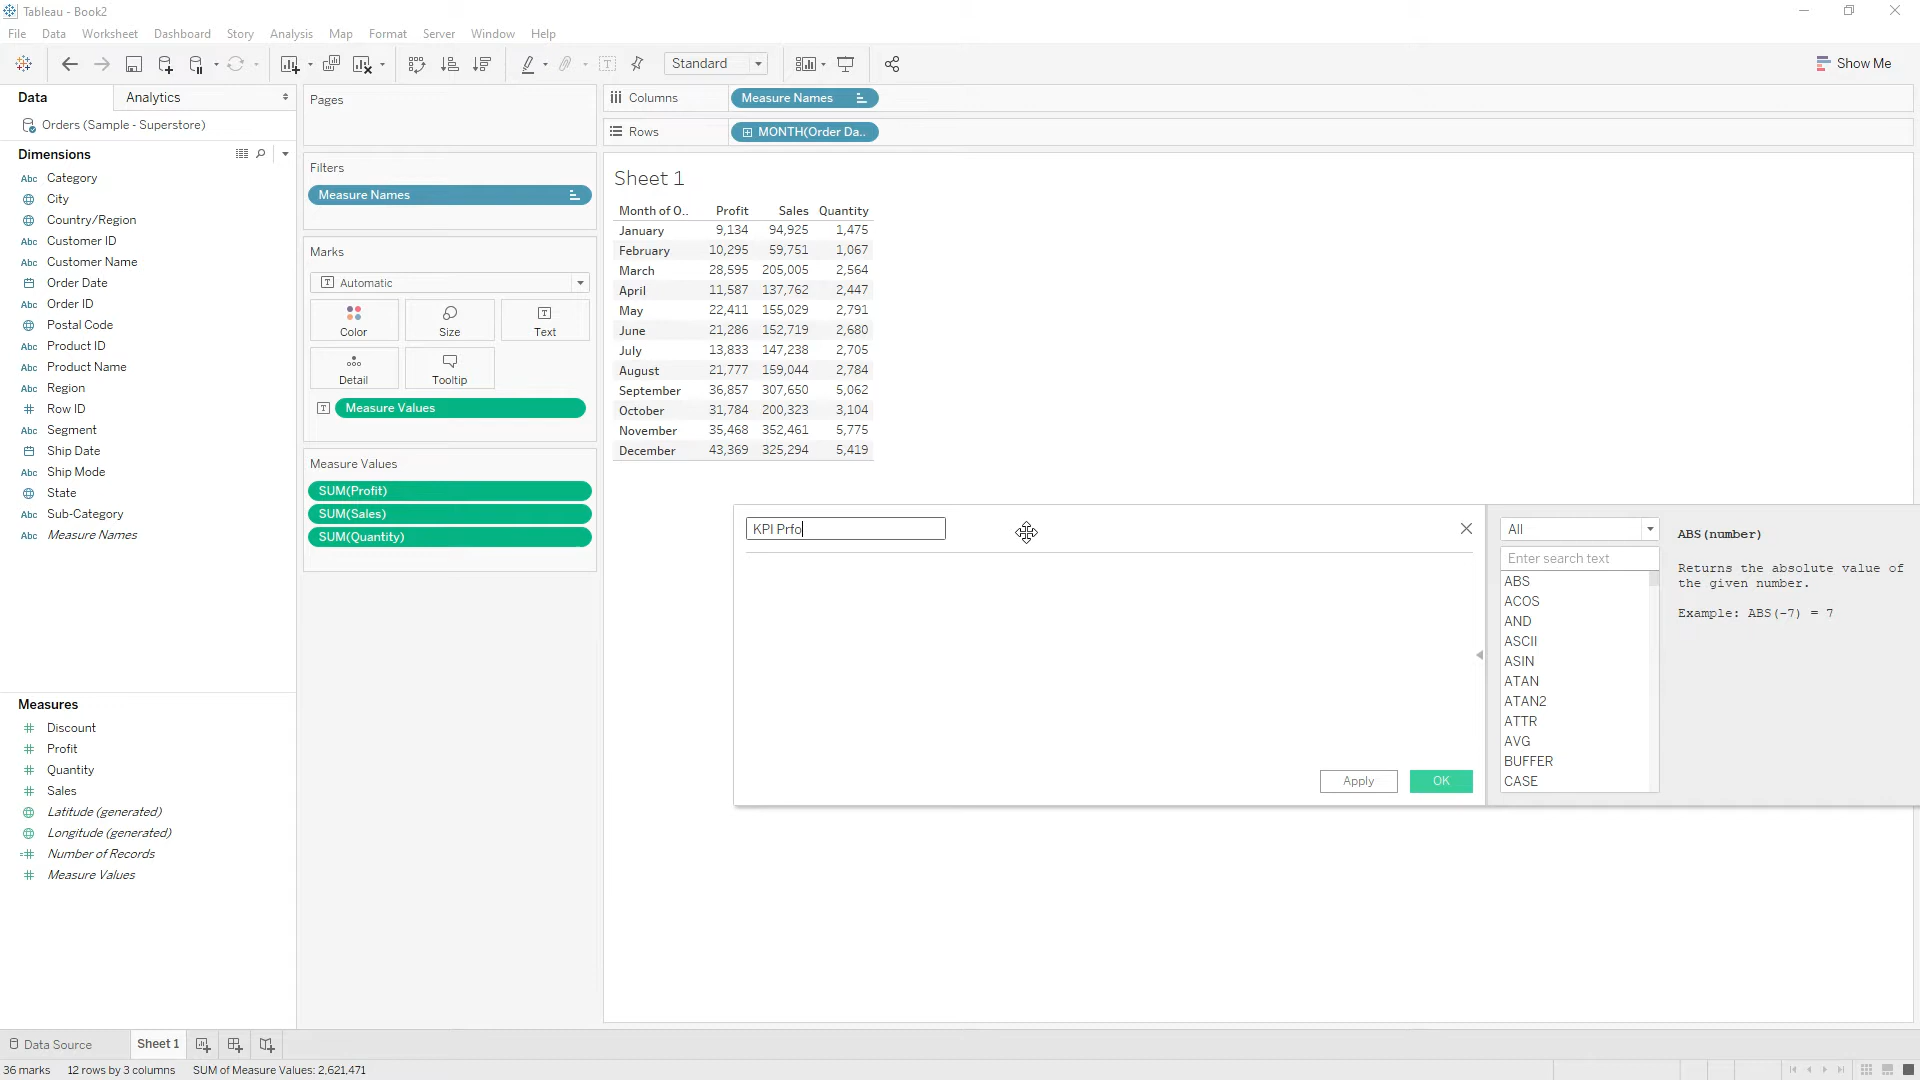 Tableau - Book2
File Data Worksheet Dashboard Story Analysis Map Format Server Window Help
Standard
Show Me
Data
Analytics
Orders (Sample - Superstore)
Dimensions
Abc Category
City
Country/Region
Abc Customer ID
Abc Customer Name
Order Date
Abc Order ID
Postal Code
Abc Product ID
Abc Product Name
Abc Region
Row ID
Abc Segment
Ship Date
Abc Ship Mode
State
Abc Sub-Category
Abc Measure Names
Measures
Discount
Profit
Quantity
Sales
Latitude (generated)
Longitude (generated)
Number of Records
Measure Values
Pages
Filters
Measure Names
Marks
Automatic
Color
Size
Text
Detail
Tooltip
Measure Values
Measure Values
SUM(Profit)
SUM(Sales)
SUM(Quantity)
Columns
Measure Names
Rows
MONTH(Order Da..
Sheet 1
Month of O.. Profit Sales Quantity
January 9,134 94,925 1,475
February 10,295 59,751 1,067
March 28,595 205,005 2,564
April 11,587 137,762 2,447
May 22,411 155,029 2,791
June 21,286 152,719 2,680
July 13,833 147,238 2,705
August 21,777 159,044 2,784
September 36,857 307,650 5,062
October 31,784 200,323 3,104
November 35,468 352,461 5,775
December 43,369 325,294 5,419
KPI Prfo
Apply
OK
All
Enter search text
ABS
ACOS
AND
ASCII
ASIN
ATAN
ATAN2
ATTR
AVG
BUFFER
CASE
ABS(number)
Returns the absolute value of
the given number.
Example: ABS(-7) = 7
Data Source
Sheet 1
36 marks 12 rows by 3 columns SUM of Measure Values: 2,621,471